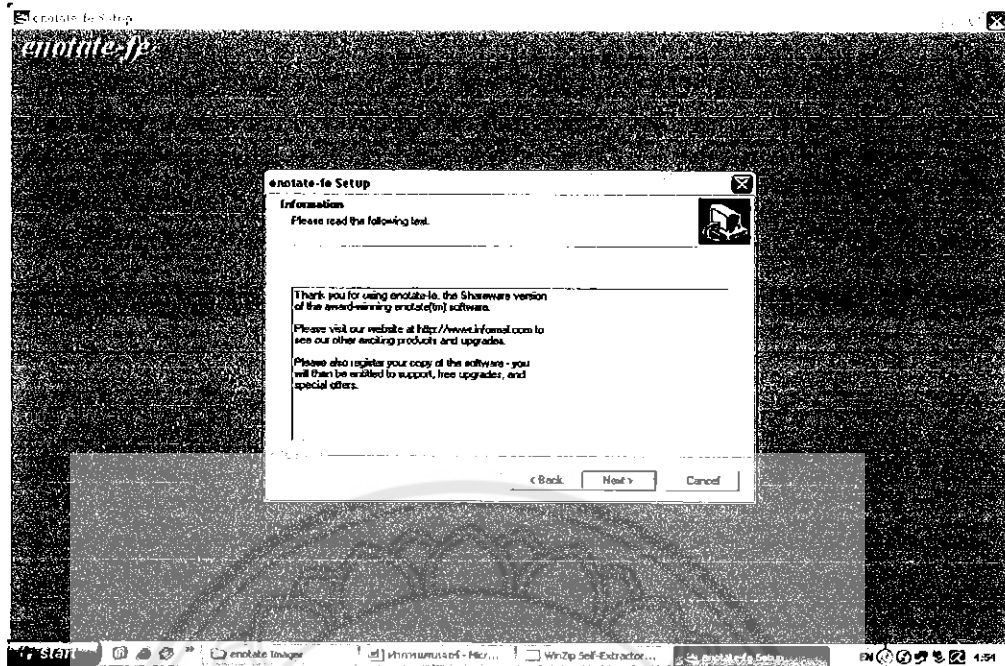 enotate-fe Setup
enotate-fe
enotate-fe Setup
Information
Please read the following text.
Thank you for using enotate-fe, the Shareware version
of the award-winning enotate(tm) software.
Please visit our website at http://www.informal.com to
see our other exciting products and upgrades.
Please also register your copy of the software - you
will then be entitled to support, free upgrades, and
special offers.
< Back
Next >
Cancel
start
enotate Imager
WinZip Self-Extractor...
enotate-fe Setup
EN
4:54